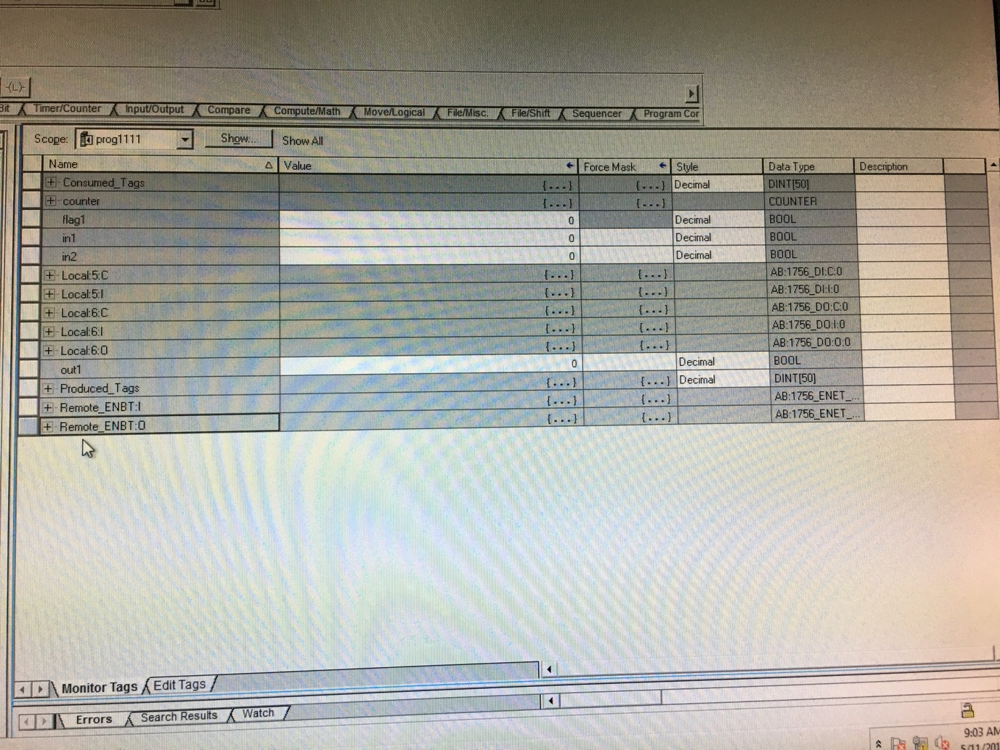 -(L)-
Bit Timer/Counter Input/Output Compare Compute/Math Move/Logical File/Misc. File/Shift Sequencer Program Cor
Scope: prog1111 Show... Show All
Name Value Force Mask Style Data Type Description
Consumed_Tags {...} {...} Decimal DINT[50]
counter {...} {...} COUNTER
flag1 0 Decimal BOOL
in1 0 Decimal BOOL
in2 0 Decimal BOOL
Local:5:C {...} {...} AB:1756_DI:C:0
Local:5:I {...} {...} AB:1756_DI:I:0
Local:6:C {...} {...} AB:1756_DO:C:0
Local:6:I {...} {...} AB:1756_DO:I:0
Local:6:O {...} {...} AB:1756_DO:O:0
out1 0 Decimal BOOL
Produced_Tags {...} {...} Decimal DINT[50]
Remote_ENBT:I {...} {...} AB:1756_ENET_...
Remote_ENBT:O {...} {...} AB:1756_ENET_...
Monitor Tags Edit Tags
Errors Search Results Watch
9:03 AM
5/11/201